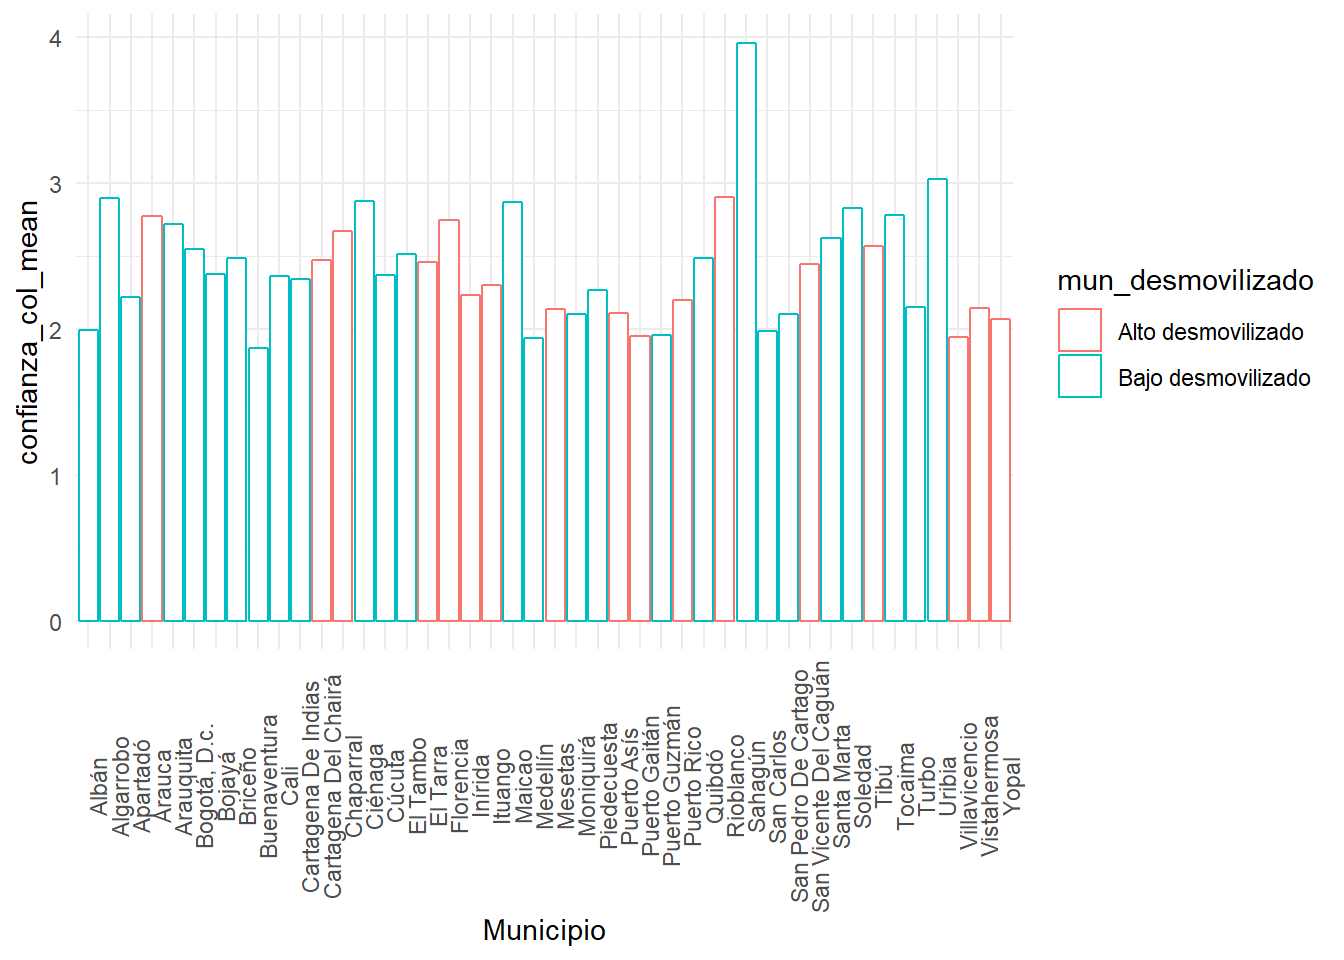 4
3
2
1
0
confianza_col_mean
Albán
Algarrobo
Apartadó
Arauca
Arauquita
Bogotá, D.c.
Bojayá
Briceño
Buenaventura
Cali
Cartagena De Indias
Cartagena Del Chairá
Chaparral
Ciénaga
Cúcuta
El Tambo
El Tarra
Florencia
Inírida
Ituango
Maicao
Medellín
Mesetas
Moniquirá
Piedecuesta
Puerto Asís
Puerto Gaitán
Puerto Guzmán
Puerto Rico
Quibdó
Rioblanco
Sahagún
San Carlos
San Pedro De Cartago
San Vicente Del Caguán
Santa Marta
Soledad
Tibú
Tocaima
Turbo
Uribia
Villavicencio
Vistahermosa
Yopal
Municipio
mun_desmovilizado
Alto desmovilizado
Bajo desmovilizado